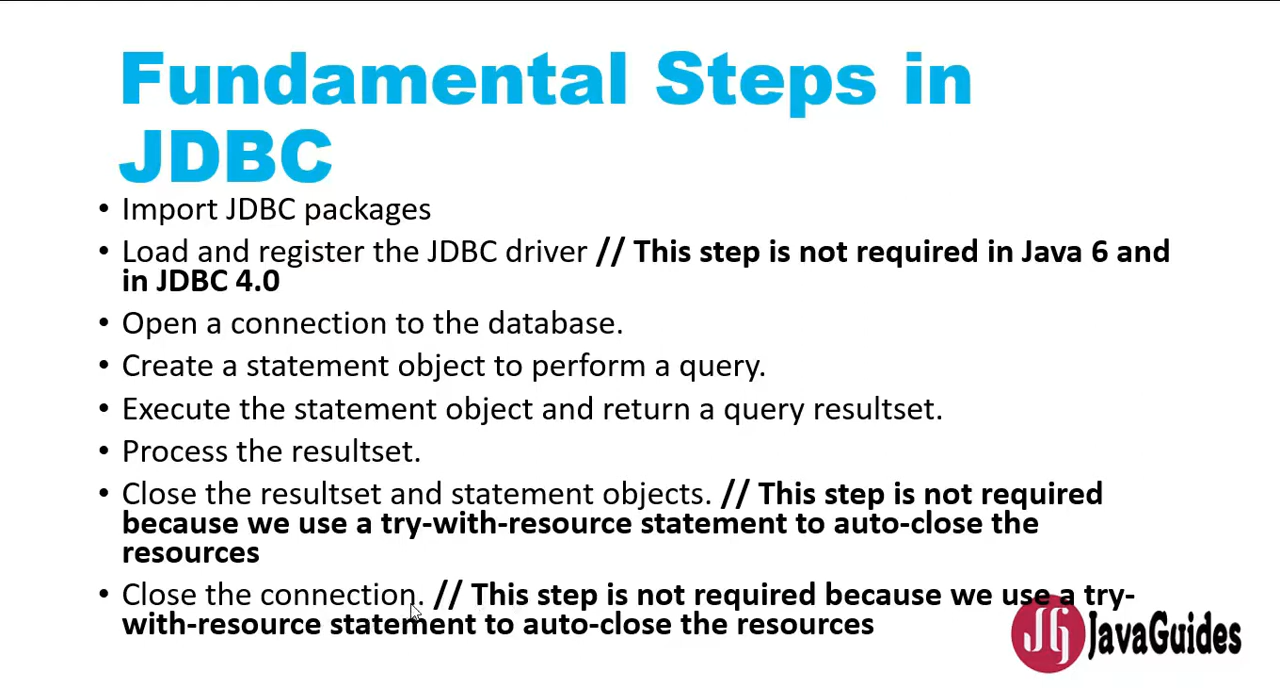 Fundamental Steps in
JDBC
• Import JDBC packages
• Load and register the JDBC driver // This step is not required in Java 6 and
in JDBC 4.0
• Open a connection to the database.
• Create a statement object to perform a query.
• Execute the statement object and return a query resultset.
• Process the resultset.
• Close the resultset and statement objects. // This step is not required
because we use a try-with-resource statement to auto-close the
resources
• Close the connection. // This step is not required because we use a try-
with-resource statement to auto-close the resources
JG JavaGuides